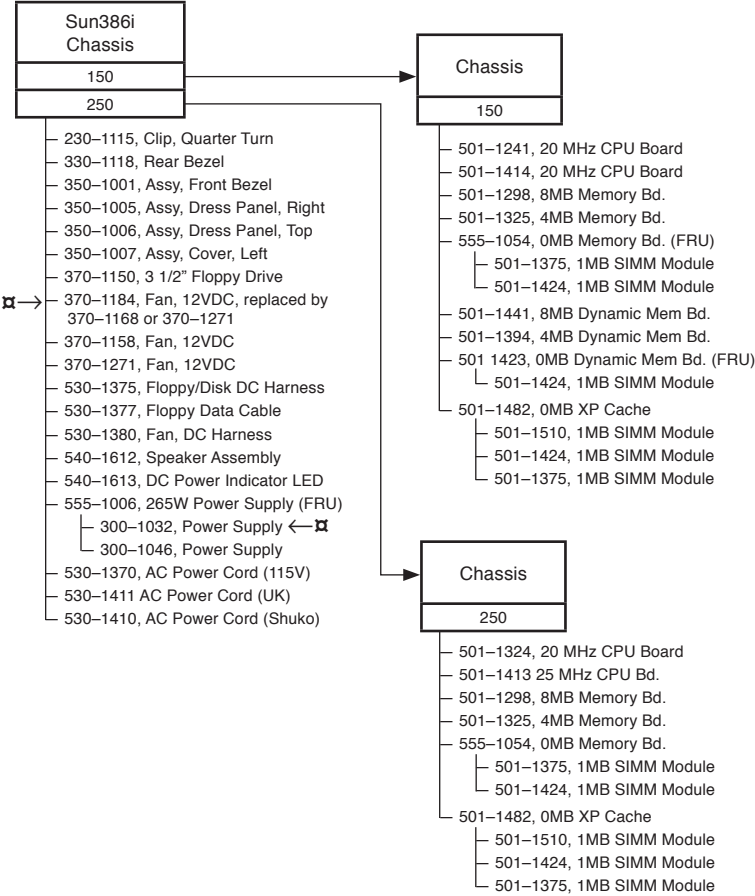 Sun386i
Chassis
150
250
230–1115, Clip, Quarter Turn
330–1118, Rear Bezel
350–1001, Assy, Front Bezel
350–1005, Assy, Dress Panel, Right
350–1006, Assy, Dress Panel, Top
350–1007, Assy, Cover, Left
370–1150, 3 1/2” Floppy Drive
¤→ 370–1184, Fan, 12VDC, replaced by
370–1168 or 370–1271
370–1158, Fan, 12VDC
370–1271, Fan, 12VDC
530–1375, Floppy/Disk DC Harness
530–1377, Floppy Data Cable
530–1380, Fan, DC Harness
540–1612, Speaker Assembly
540–1613, DC Power Indicator LED
555–1006, 265W Power Supply (FRU)
300–1032, Power Supply ←¤
300–1046, Power Supply
530–1370, AC Power Cord (115V)
530–1411 AC Power Cord (UK)
530–1410, AC Power Cord (Shuko)
Chassis
150
501–1241, 20 MHz CPU Board
501–1414, 20 MHz CPU Board
501–1298, 8MB Memory Bd.
501–1325, 4MB Memory Bd.
555–1054, 0MB Memory Bd. (FRU)
501–1375, 1MB SIMM Module
501–1424, 1MB SIMM Module
501–1441, 8MB Dynamic Mem Bd.
501–1394, 4MB Dynamic Mem Bd.
501 1423, 0MB Dynamic Mem Bd. (FRU)
501–1424, 1MB SIMM Module
501–1482, 0MB XP Cache
501–1510, 1MB SIMM Module
501–1424, 1MB SIMM Module
501–1375, 1MB SIMM Module
Chassis
250
501–1324, 20 MHz CPU Board
501–1413 25 MHz CPU Bd.
501–1298, 8MB Memory Bd.
501–1325, 4MB Memory Bd.
555–1054, 0MB Memory Bd.
501–1375, 1MB SIMM Module
501–1424, 1MB SIMM Module
501–1482, 0MB XP Cache
501–1510, 1MB SIMM Module
501–1424, 1MB SIMM Module
501–1375, 1MB SIMM Module